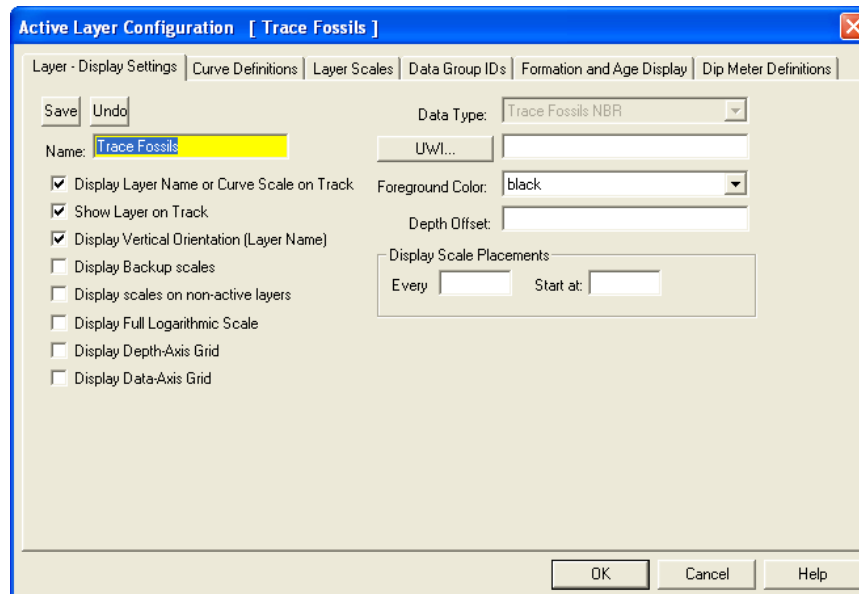 Active Layer Configuration [ Trace Fossils ]
Layer - Display Settings Curve Definitions Layer Scales Data Group IDs Formation and Age Display Dip Meter Definitions
Save Undo
Name: Trace Fossils
Display Layer Name or Curve Scale on Track
Show Layer on Track
Display Vertical Orientation (Layer Name)
Display Backup scales
Display scales on non-active layers
Display Full Logarithmic Scale
Display Depth-Axis Grid
Display Data-Axis Grid
Data Type: Trace Fossils NBR
UWI...
Foreground Color: black
Depth Offset:
Display Scale Placements
Every Start at:
OK Cancel Help